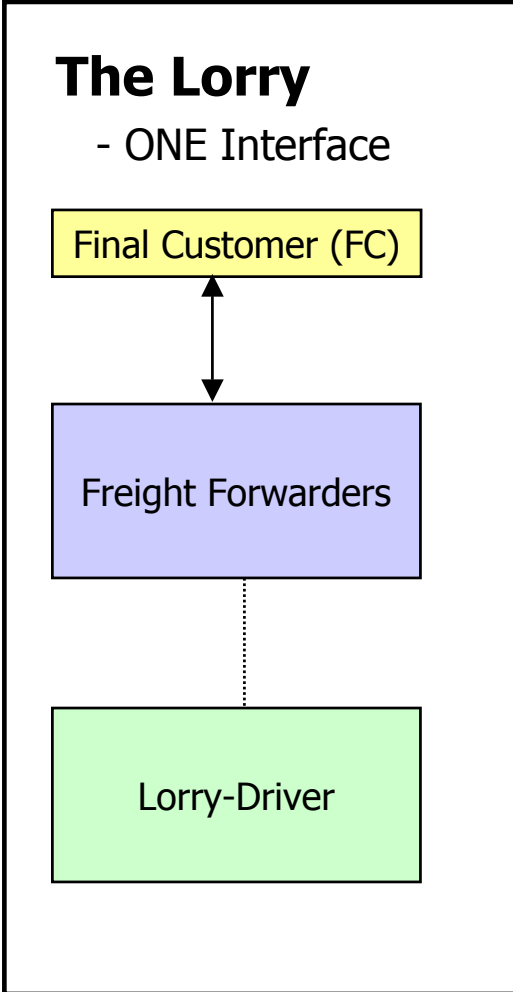 The Lorry
- ONE Interface
Final Customer (FC)
Freight Forwarders
Lorry-Driver